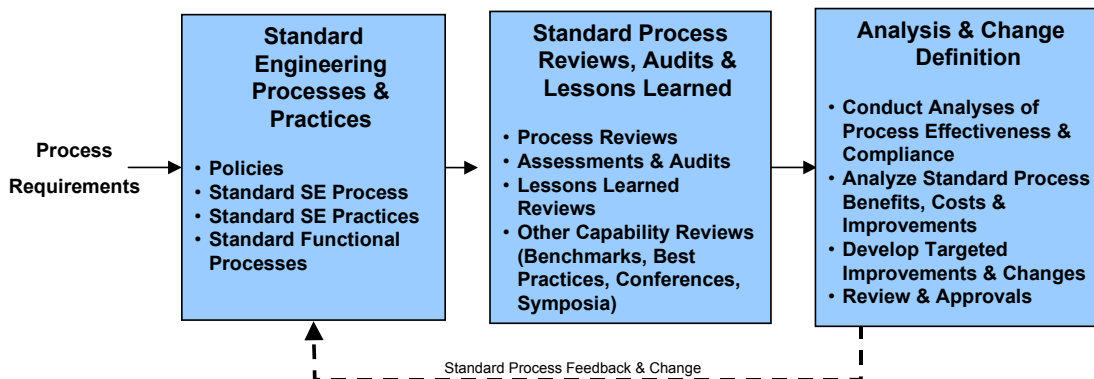 Process
Requirements
Standard
Engineering
Processes &
Practices
• Policies
• Standard SE Process
• Standard SE Practices
• Standard Functional
Processes
Standard Process
Reviews, Audits &
Lessons Learned
• Process Reviews
• Assessments & Audits
• Lessons Learned
Reviews
• Other Capability Reviews
(Benchmarks, Best
Practices, Conferences,
Symposia)
Analysis & Change
Definition
• Conduct Analyses of
Process Effectiveness &
Compliance
• Analyze Standard Process
Benefits, Costs &
Improvements
• Develop Targeted
Improvements & Changes
• Review & Approvals
Standard Process Feedback & Change